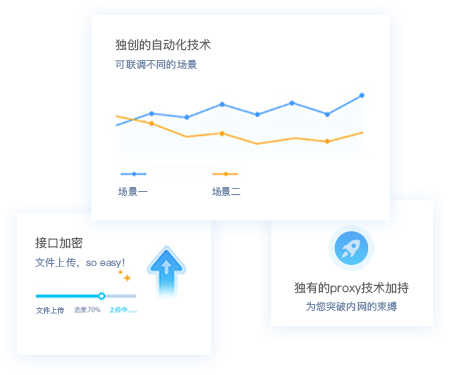 独创的自动化技术
可联调不同的场景
场景一
场景二
接口加密
文件上传，so easy！
文件上传 进度70% 上传中......
独有的proxy技术加持
为您突破内网的束缚